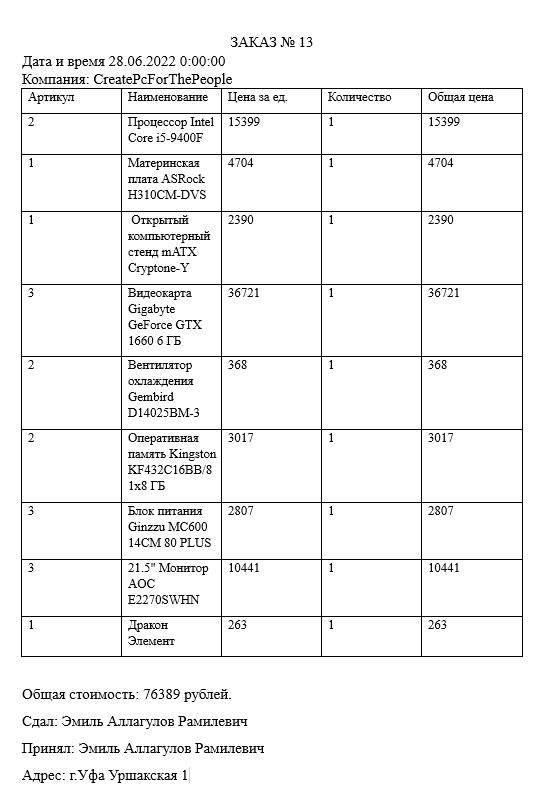 ЗАКАЗ № 13
Дата и время 28.06.2022 0:00:00
Компания: CreatePcForThePeople
Артикул Наименование Цена за ед. Количество Общая цена
2 Процессор Intel 15399 1 15399
Core i5-9400F
1 Материнская 4704 1 4704
плата ASRock
H310CM-DVS
1 Открытый 2390 1 2390
компьютерный
стенд mATX
Cryptone-Y
3 Видеокарта 36721 1 36721
Gigabyte
GeForce GTX
1660 6 ГБ
2 Вентилятор 368 1 368
охлаждения
Gembird
D14025BM-3
2 Оперативная 3017 1 3017
память Kingston
KF432C16BB/8
1x8 ГБ
3 Блок питания 2807 1 2807
Ginzzu MC600
14CM 80 PLUS
3 21.5" Монитор 10441 1 10441
AOC
E2270SWHN
1 Дракон 263 1 263
Элемент
Общая стоимость: 76389 рублей.
Сдал: Эмиль Аллагулов Рамилевич
Принял: Эмиль Аллагулов Рамилевич
Адрес: г.Уфа Уршакская 1